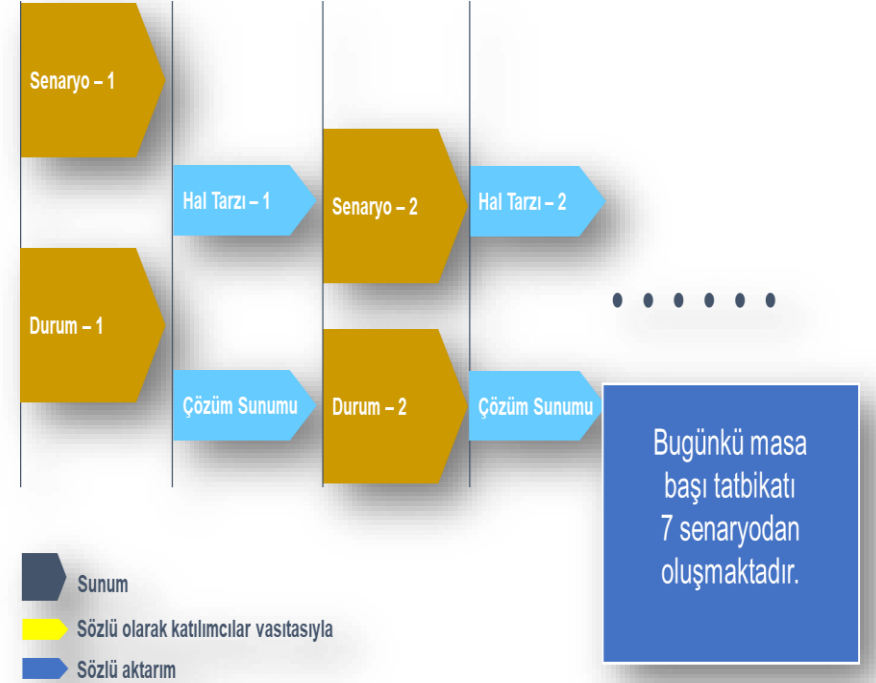 Senaryo – 1
Hal Tarzı – 1
Senaryo – 2
Hal Tarzı – 2
Durum – 1
Çözüm Sunumu
Durum – 2
Çözüm Sunumu
• • • • • •
Bugünkü masa
başı tatbikatı
7 senaryodan
oluşmaktadır.
Sunum
Sözlü olarak katılımcılar vasıtasıyla
Sözlü aktarım